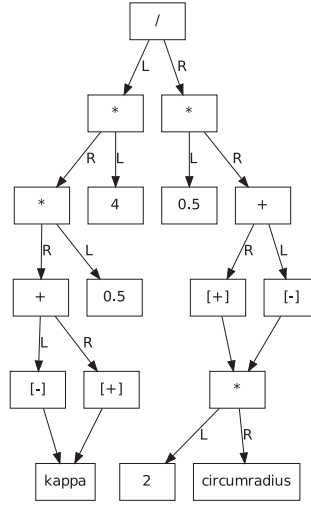 /
L R
* *
R L L R
* 4 0.5 +
R L R L
+ 0.5 [+] [-]
L R
[-] [+] *
L R
kappa 2 circumradius